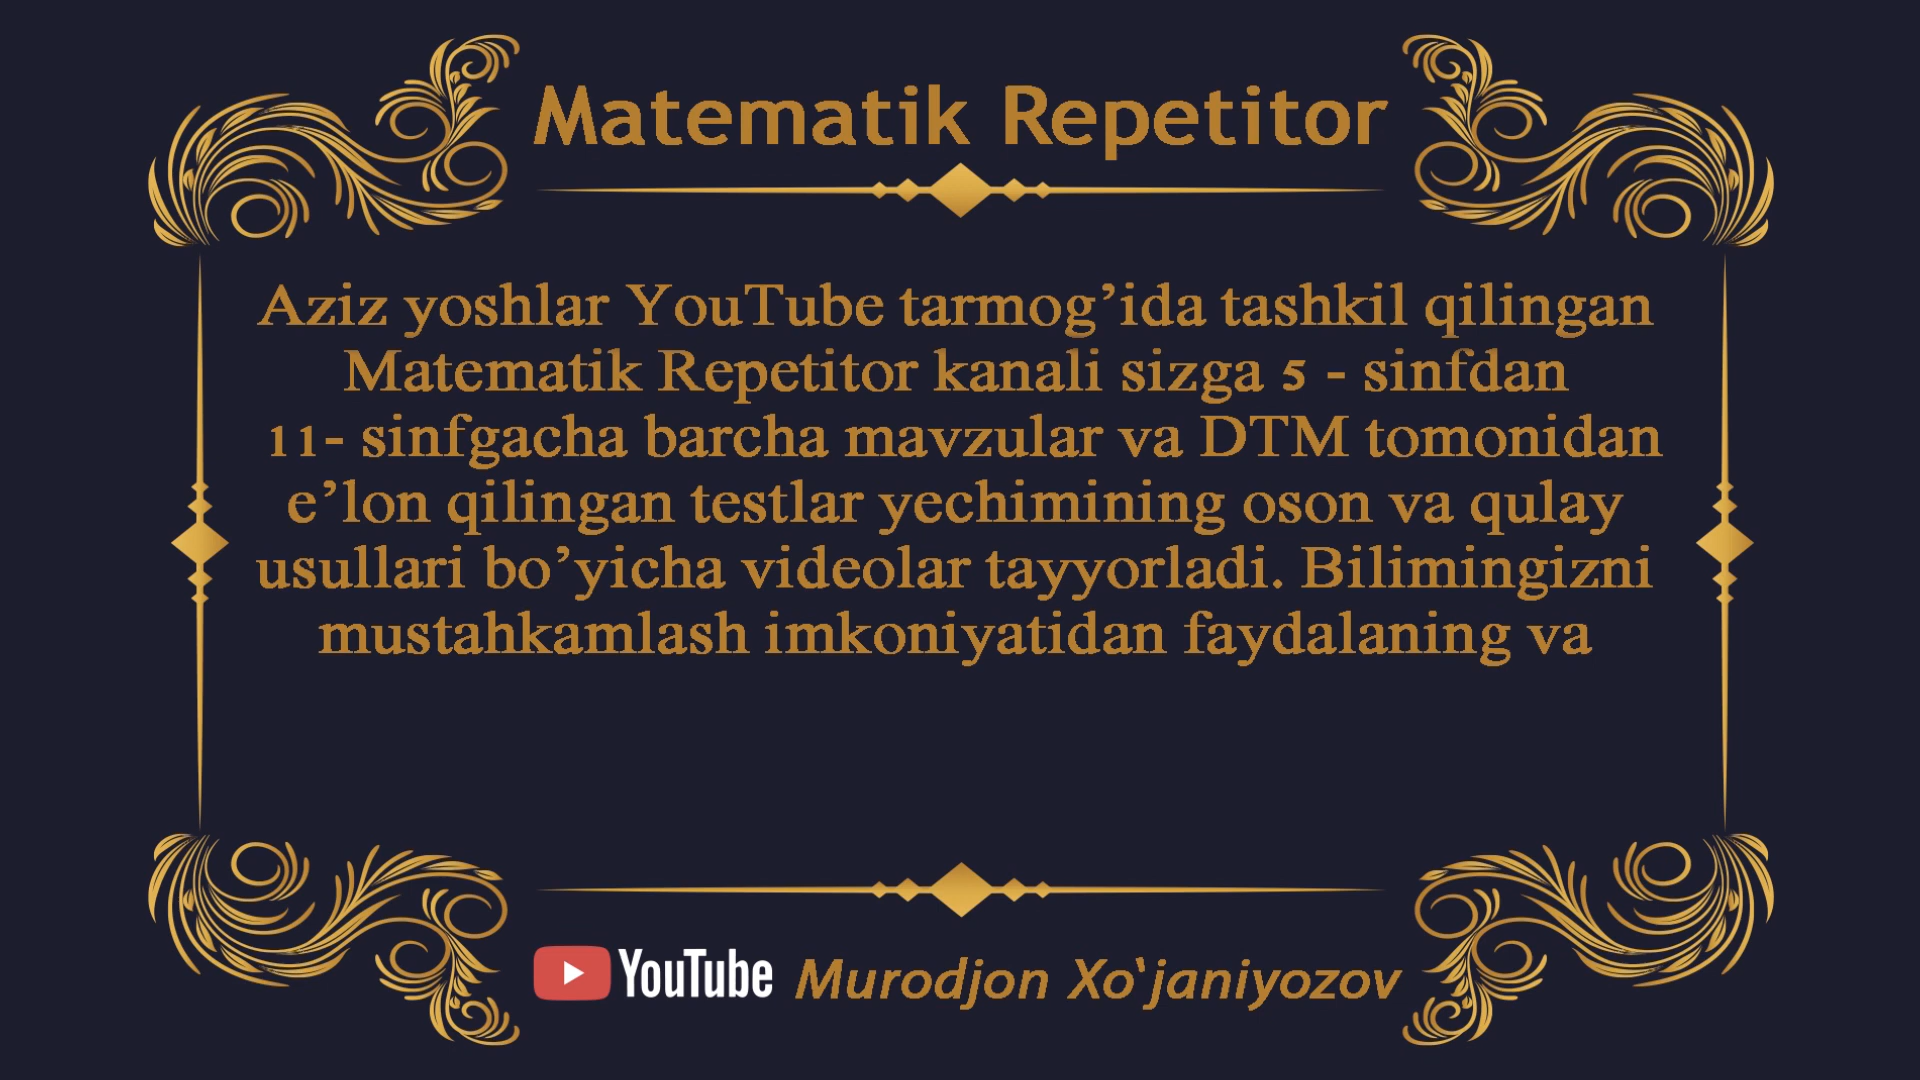 Matematik Repetitor
Aziz yoshlar YouTube tarmog’ida tashkil qilingan
Matematik Repetitor kanali sizga 5 - sinfdan
11- sinfgacha barcha mavzular va DTM tomonidan
e’lon qilingan testlar yechimining oson va qulay
usullari bo’yicha videolar tayyorladi. Bilimingizni
mustahkamlash imkoniyatidan faydalaning va
YouTube Murodjon Xo`janiyozov